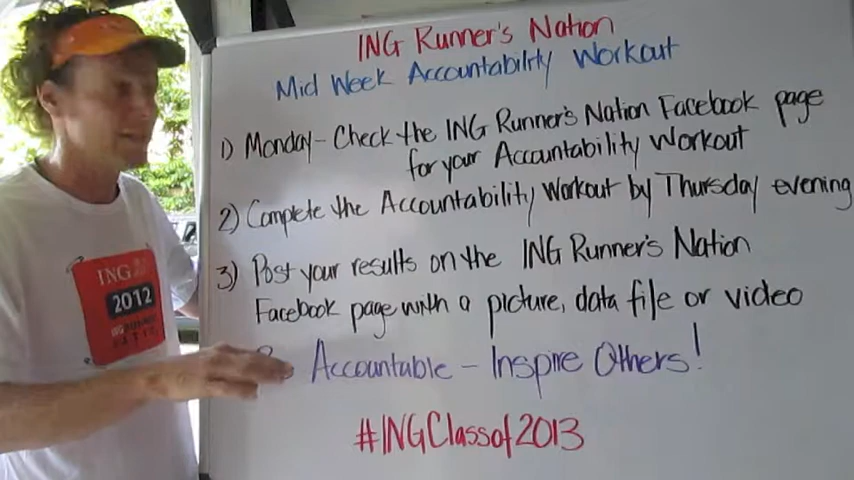 ING Runner's Nation
Mid Week Accountability Workout
1) Monday - Check the ING Runner's Nation Facebook page
for your Accountability Workout
2) Complete the Accountability Workout by Thursday evening
3) Post your results on the ING Runner's Nation
Facebook page with a picture, data file or video
Accountable - Inspire Others!
#INGClassof2013
ING
2012